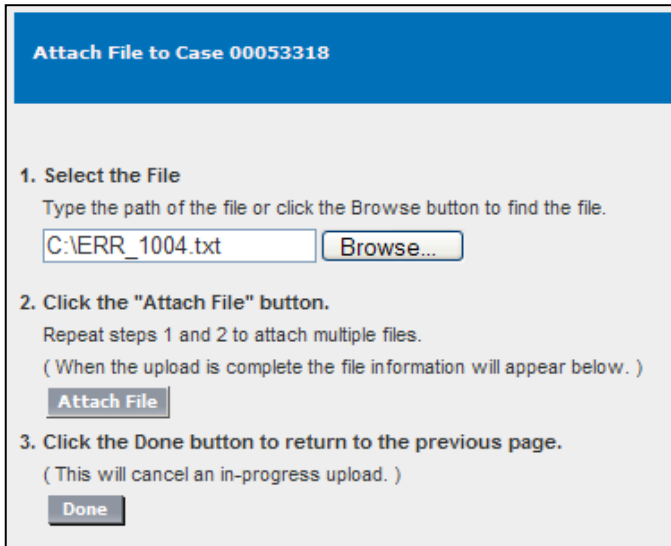 Attach File to Case 00053318
1. Select the File
Type the path of the file or click the Browse button to find the file.
C:\ERR_1004.txt Browse...
2. Click the "Attach File" button.
Repeat steps 1 and 2 to attach multiple files.
( When the upload is complete the file information will appear below. )
Attach File
3. Click the Done button to return to the previous page.
( This will cancel an in-progress upload. )
Done